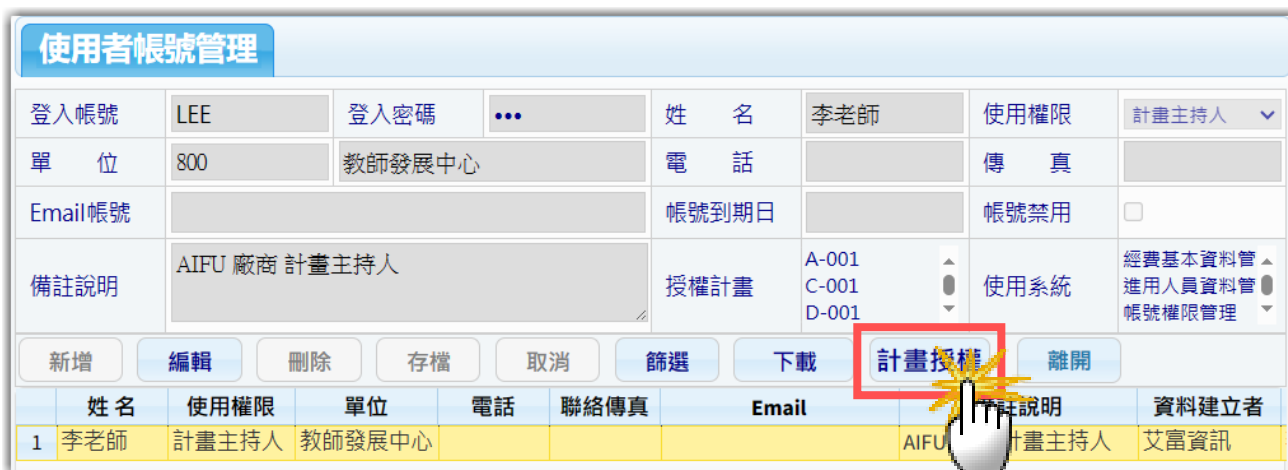 使用者帳號管理
登入帳號 LEE 登入密碼 ••• 姓 名 李老師 使用權限 計畫主持人
單 位 800 教師發展中心 電 話 傳 真
Email帳號 帳號到期日 帳號禁用
備註說明 AIFU 廠商 計畫主持人 授權計畫 A-001 使用系統 經費基本資料管
C-001 進用人員資料管
D-001 帳號權限管理
新增 編輯 刪除 存檔 取消 篩選 下載 計畫授權 離開
姓 名 使用權限 單位 電話 聯絡傳真 Email 註說明 資料建立者
1 李老師 計畫主持人 教師發展中心 AIFU 計畫主持人 艾富資訊